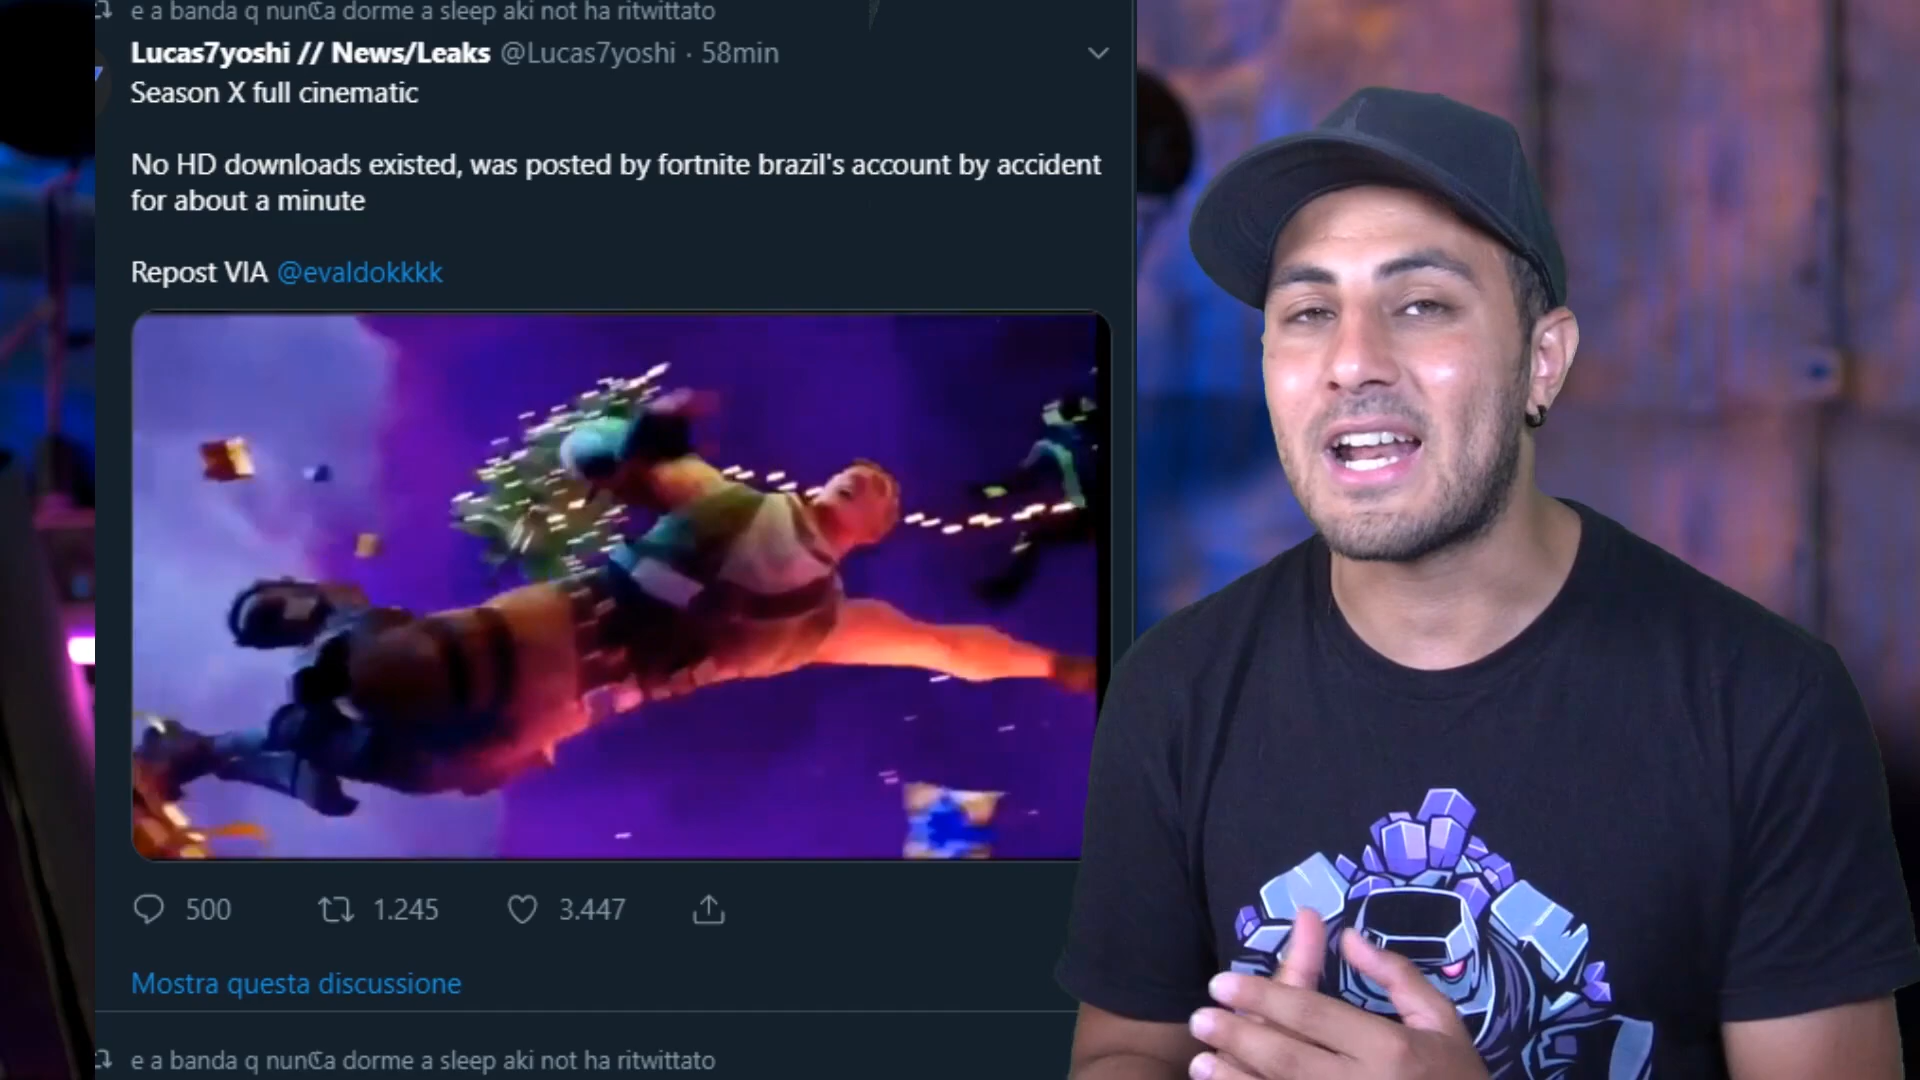 e a banda q nunℂa dorme a sleep aki not ha ritwittato
Lucas7yoshi // News/Leaks @Lucas7yoshi · 58min
Season X full cinematic
No HD downloads existed, was posted by fortnite brazil's account by accident
for about a minute
Repost VIA @evaldokkkk
500 1.245 3.447
Mostra questa discussione
e a banda q nunℂa dorme a sleep aki not ha ritwittato